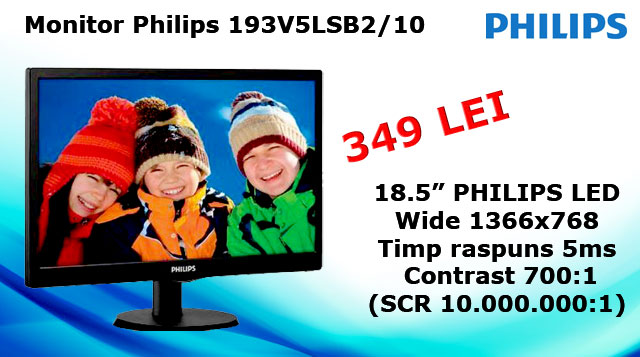 Monitor Philips 193V5LSB2/10
PHILIPS
349 LEI
18.5” PHILIPS LED
Wide 1366x768
Timp raspuns 5ms
Contrast 700:1
(SCR 10.000.000:1)
PHILIPS